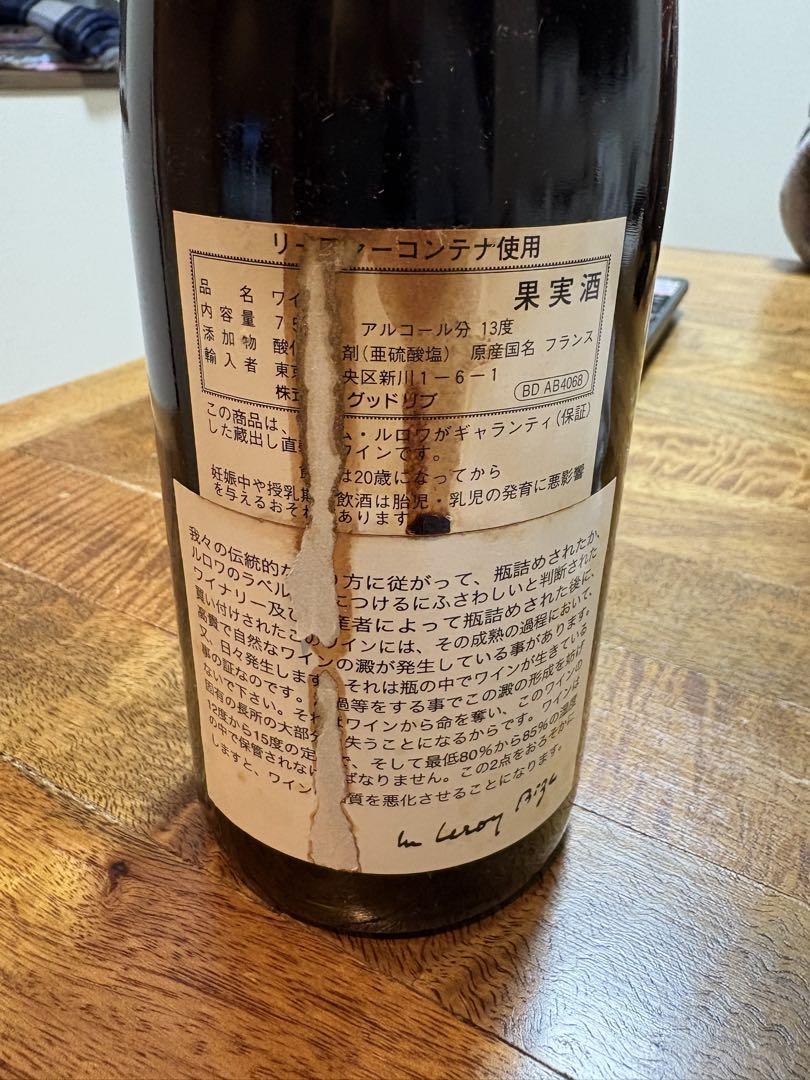 リー ャーコンテナ使用
品 名 ワイ 果実酒
内容量 75 アルコール分 13度
添加物 酸化 剤(亜硫酸塩) 原産国名 フランス
輸入者 東京 央区新川1-6-1
株式 グッドリブ BD AB4068
この商品は、 ム・ルロワがギャランティ(保証)
した蔵出し直 ワインです。
は20歳になってから
妊娠中や授乳期 飲酒は胎児・乳児の発育に悪影響
を与えるおそれ あります
我々の伝統的な り方に従がって、瓶詰めされたか、
ルロワのラベル につけるにふさわしいと判断された
ワイナリー及び 産者によって瓶詰めされた後に、
買い付けされたこのワインには、その成熟の過程において、
高貴で自然なワインの澱が発生している事があります。
又、日々発生します。それは瓶の中でワインが生きている
事の証なのです。 過等をする事でこの澱の形成を妨げ
ないで下さい。それ はワインから命を奪い、このワインの
固有の長所の大部分 失うことになるからです。ワインは
12度から15度の定 で、そして最低80%から85%の湿度
の中で保管されない ばなりません。この2点をおろそかに
しますと、ワイン 質を悪化させることになります。
Leroy Bize